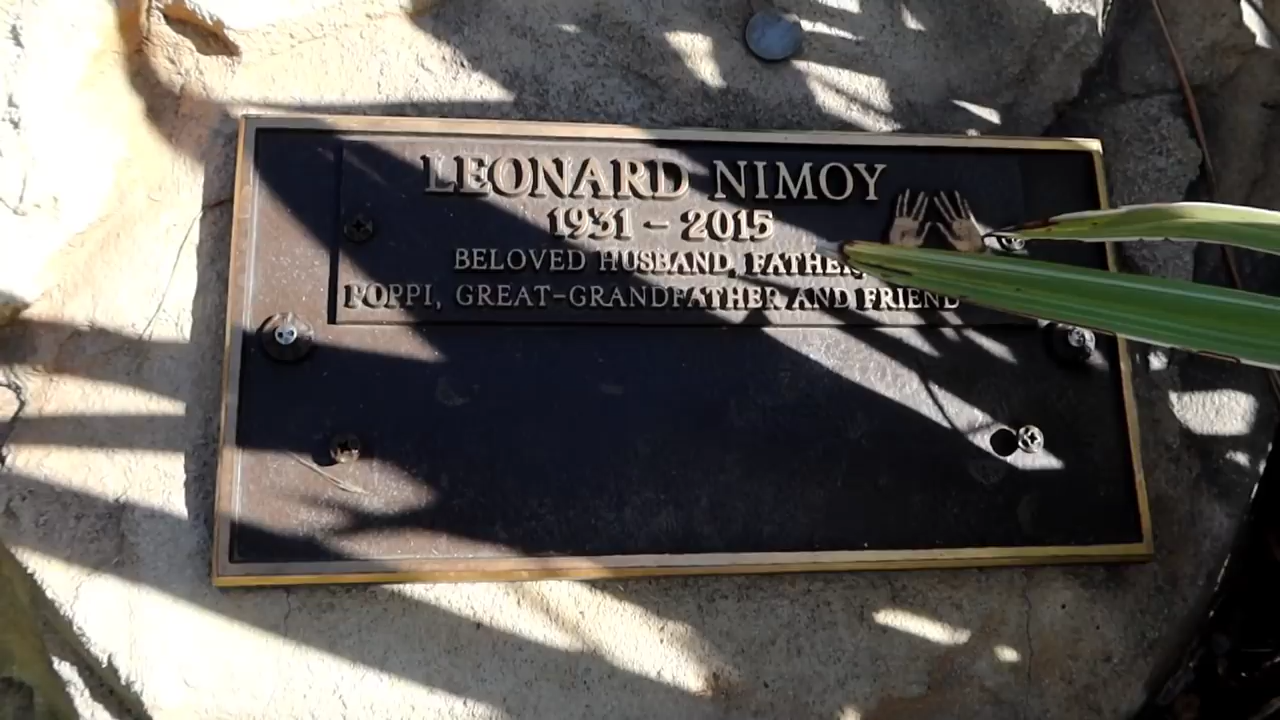 LEONARD NIMOY
1931 - 2015
BELOVED HUSBAND, FATHER,
POPPI, GREAT-GRANDFATHER AND FRIEND